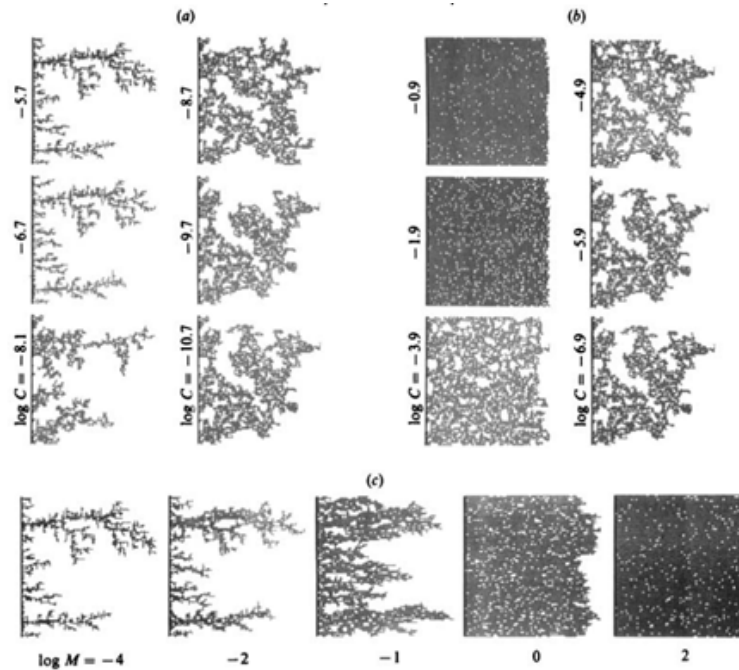 (a) (b)
−5.7 −8.7 −0.9 −4.9
−6.7 −9.7 −1.9 −5.9
log C = −8.1 log C = −10.7 log C = −3.9 log C = −6.9
(c)
log M = −4 −2 −1 0 2